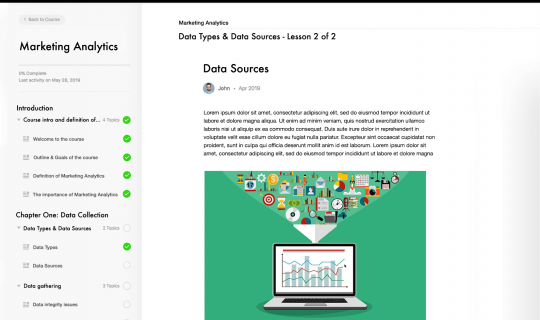 Back to Course
Marketing Analytics
0% Complete
Last activity on May 28, 2019
Introduction
Course intro and definition of... 4 Tasks
Welcome to the course
Outline & Goals of the course
Definition of Marketing Analytics
The importance of Marketing Analytics
Chapter One: Data Collection
Data Types & Data Sources 2 Tasks
Data Types
Data Sources
Data gathering 3 Tasks
Data integrity issues
Marketing Analytics
Data Types & Data Sources - Lesson 2 of 2
Data Sources
John • Apr 2019
Lorem ipsum dolor sit amet, consectetur adipiscing elit, sed do eiusmod tempor incididunt ut
labore et dolore magna aliqua. Ut enim ad minim veniam, quis nostrud exercitation ullamco
laboris nisi ut aliquip ex ea commodo consequat. Duis aute irure dolor in reprehenderit in
voluptate velit esse cillum dolore eu fugiat nulla pariatur. Excepteur sint occaecat cupidatat non
proident, sunt in culpa qui officia deserunt mollit anim id est laborum. Lorem ipsum dolor sit
amet, consectetur adipiscing elit, sed do eiusmod tempor incididunt ut labore et dolore magna